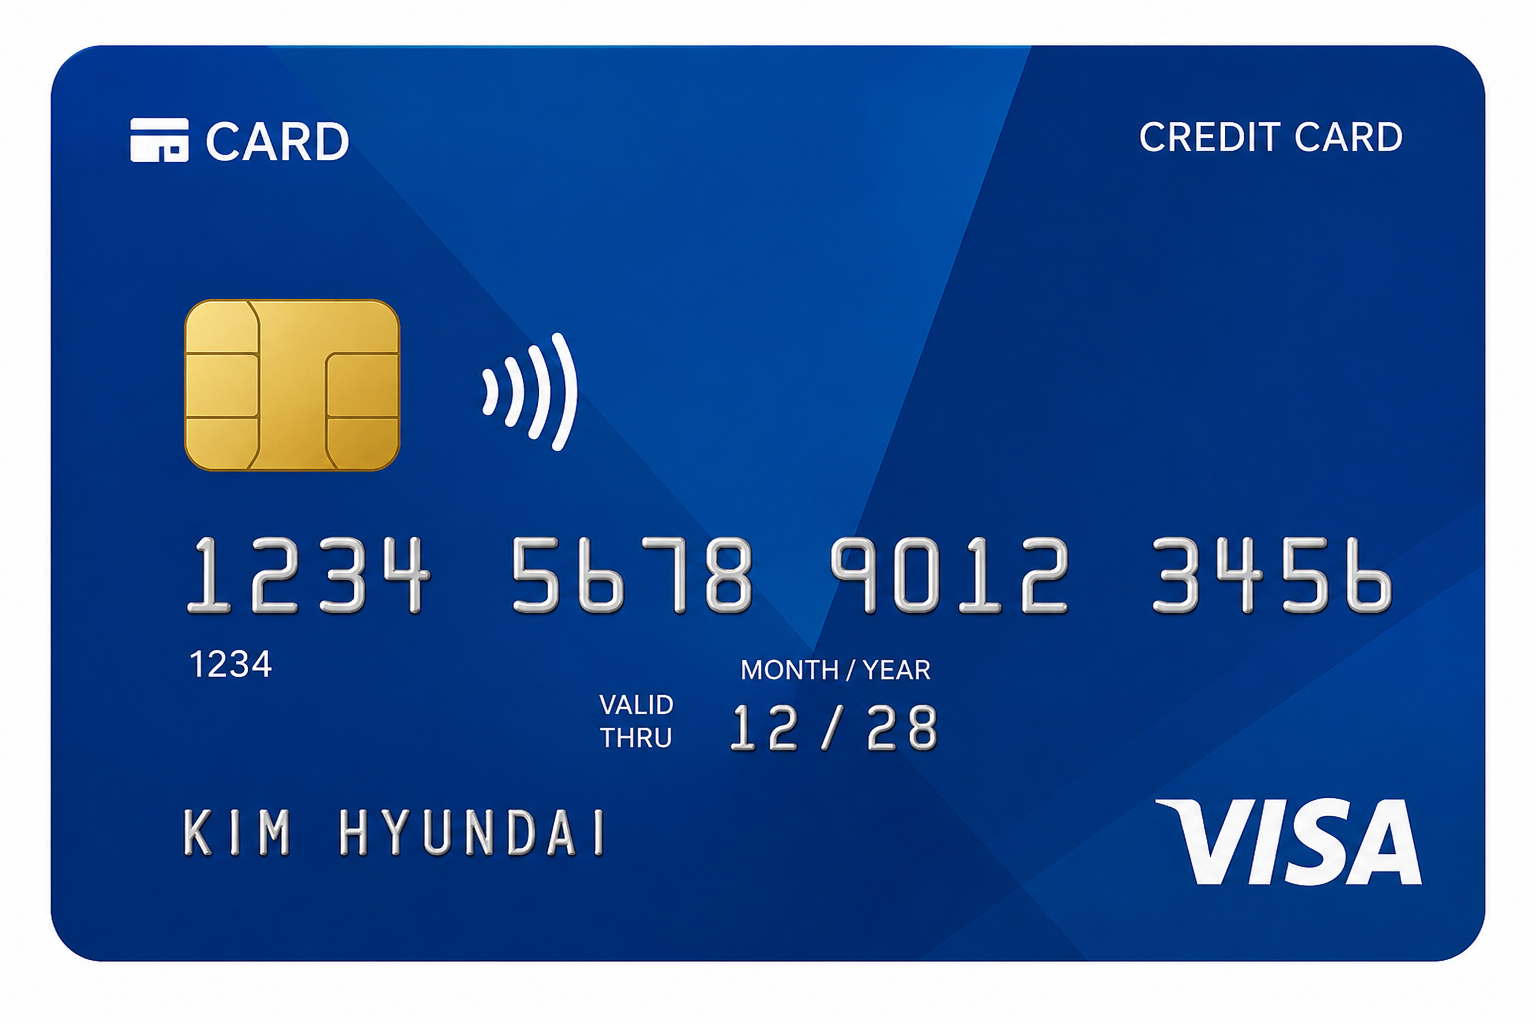 CARD
CREDIT CARD
1234 5678 9012 3456
1234
MONTH / YEAR
VALID
THRU
12 / 28
KIM HYUNDAI
VISA